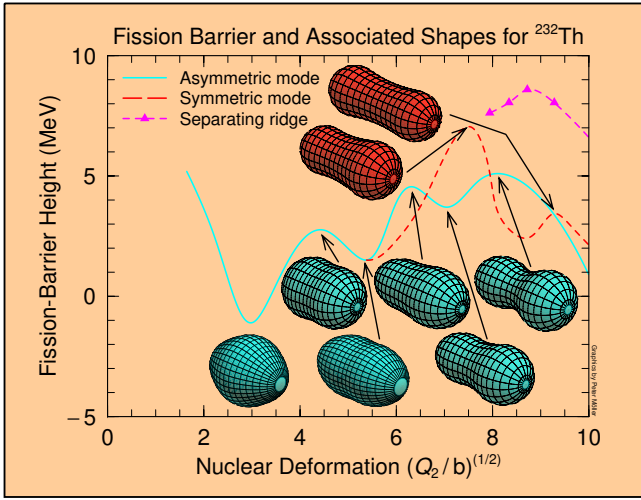 Fission Barrier and Associated Shapes for ²³²Th
Asymmetric mode
Symmetric mode
Separating ridge
Fission-Barrier Height (MeV)
10
5
0
−5
0
2
4
6
8
10
Nuclear Deformation (Q₂/b)⁽¹/²⁾
Graphics by Peter Möller